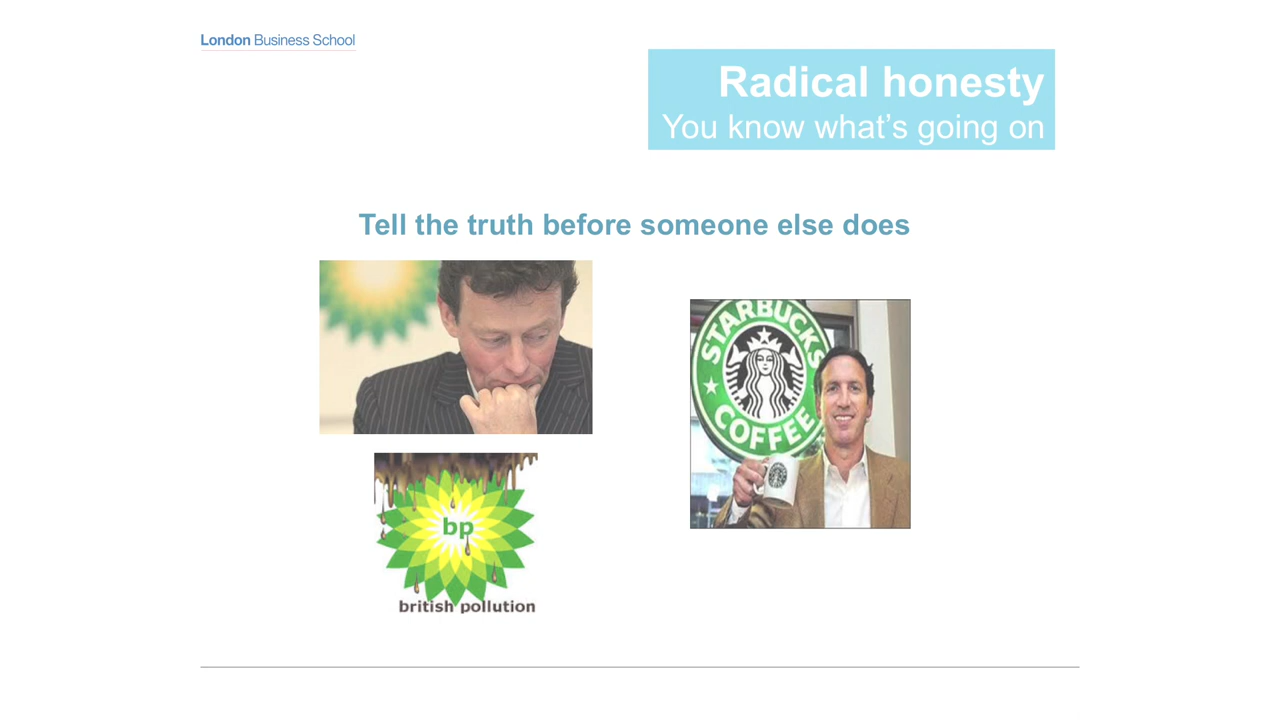 London Business School
Radical honesty
You know what’s going on
Tell the truth before someone else does
STARBUCKS
COFFEE
bp
british pollution